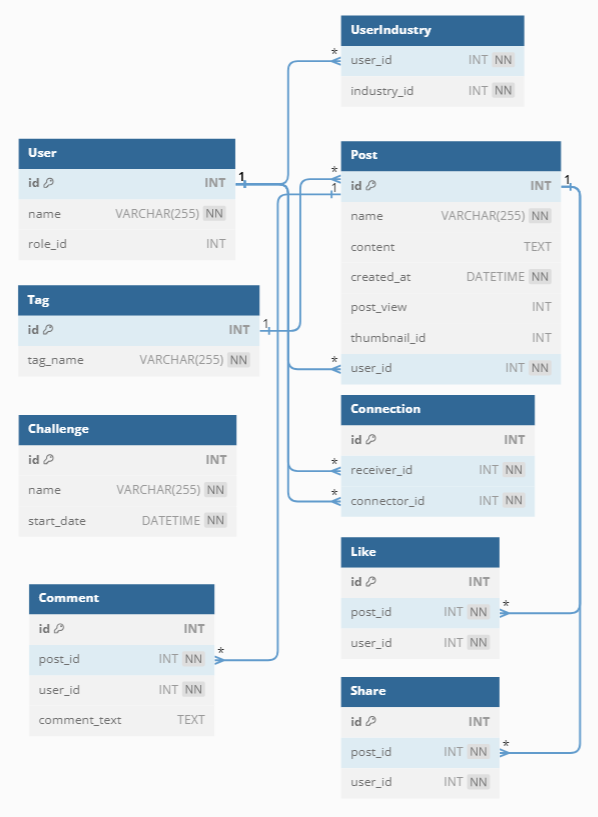 UserIndustry
user_id INT NN
industry_id INT NN
User
id INT
name VARCHAR(255) NN
role_id INT
Post
id INT
name VARCHAR(255) NN
content TEXT
created_at DATETIME NN
post_view INT
thumbnail_id INT
user_id INT NN
Tag
id INT
tag_name VARCHAR(255) NN
Connection
id INT
receiver_id INT NN
connector_id INT NN
Challenge
id INT
name VARCHAR(255) NN
start_date DATETIME NN
Like
id INT
post_id INT NN
user_id INT NN
Comment
id INT
post_id INT NN
user_id INT NN
comment_text TEXT
Share
id INT
post_id INT NN
user_id INT NN
*
1
*
1
1
1
*
*
*
*
*
*